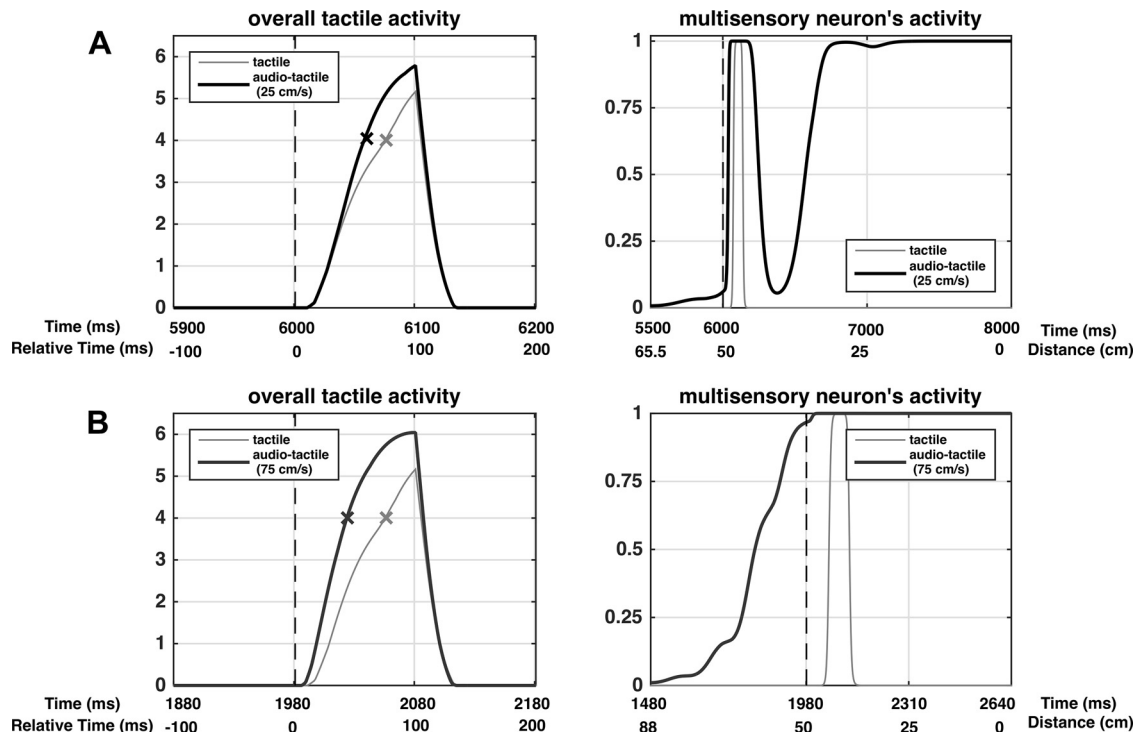 A
overall tactile activity
6
5
4
3
2
1
0
tactile
audio-tactile
(25 cm/s)
Time (ms) 5900 6000 6100 6200
Relative Time (ms) -100 0 100 200
multisensory neuron's activity
1
0.75
0.5
0.25
0
tactile
audio-tactile
(25 cm/s)
5500 6000 7000 8000 Time (ms)
65.5 50 25 0 Distance (cm)
B
overall tactile activity
6
5
4
3
2
1
0
tactile
audio-tactile
(75 cm/s)
Time (ms) 1880 1980 2080 2180
Relative Time (ms) -100 0 100 200
multisensory neuron's activity
1
0.75
0.5
0.25
0
tactile
audio-tactile
(75 cm/s)
1480 1980 2310 2640 Time (ms)
88 50 25 0 Distance (cm)